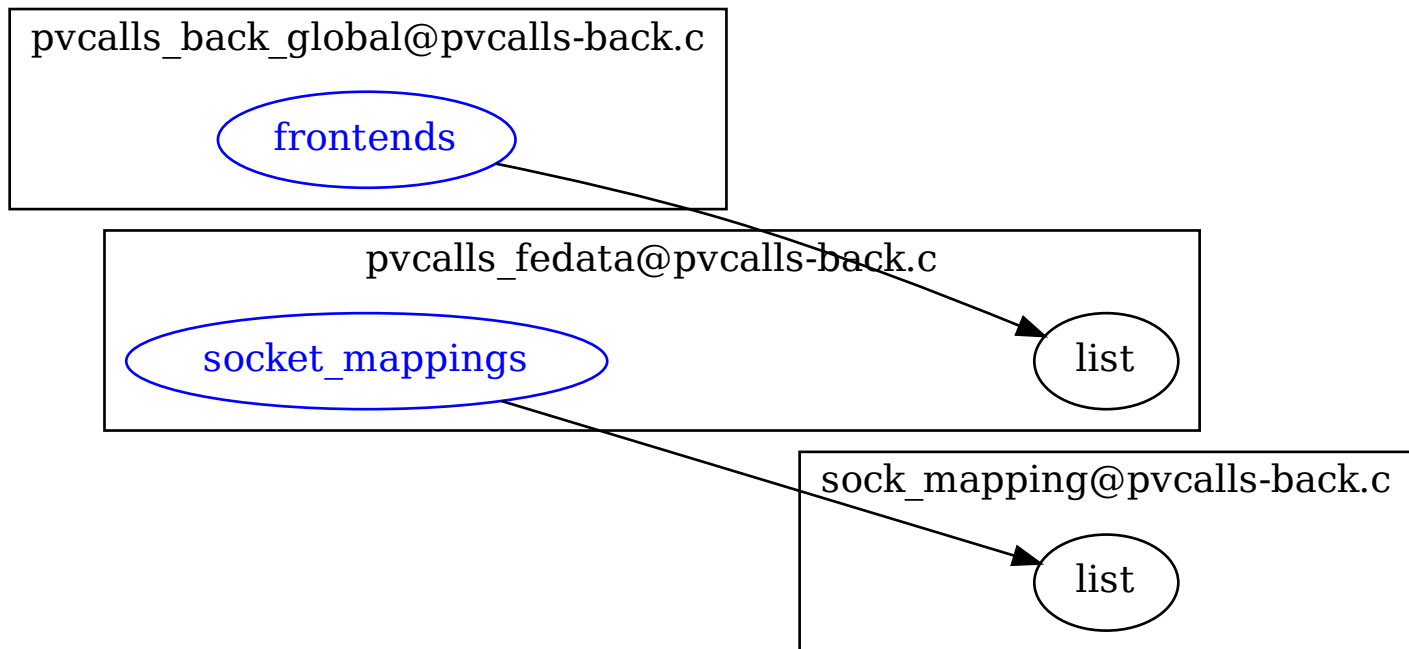 pvcalls_back_global@pvcalls-back.c
frontends
pvcalls_fedata@pvcalls-back.c
socket_mappings
list
sock_mapping@pvcalls-back.c
list